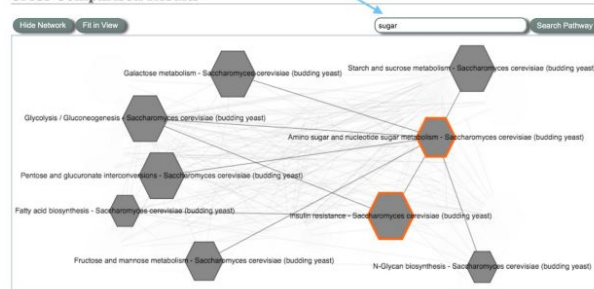 Hide Network
Fit in View
sugar
Search Pathway
Galactose metabolism - Saccharomyces cerevisiae (budding yeast)
Starch and sucrose metabolism - Saccharomyces cerevisiae (budding yeast)
Glycolysis / Gluconeogenesis - Saccharomyces cerevisiae (budding yeast)
Amino sugar and nucleotide sugar metabolism - Saccharomyces cerevisiae (budding yeast)
Pentose and glucuronate interconversions - Saccharomyces cerevisiae (budding yeast)
Fatty acid biosynthesis - Saccharomyces cerevisiae (budding yeast)
Insulin resistance - Saccharomyces cerevisiae (budding yeast)
Fructose and mannose metabolism - Saccharomyces cerevisiae (budding yeast)
N-Glycan biosynthesis - Saccharomyces cerevisiae (budding yeast)